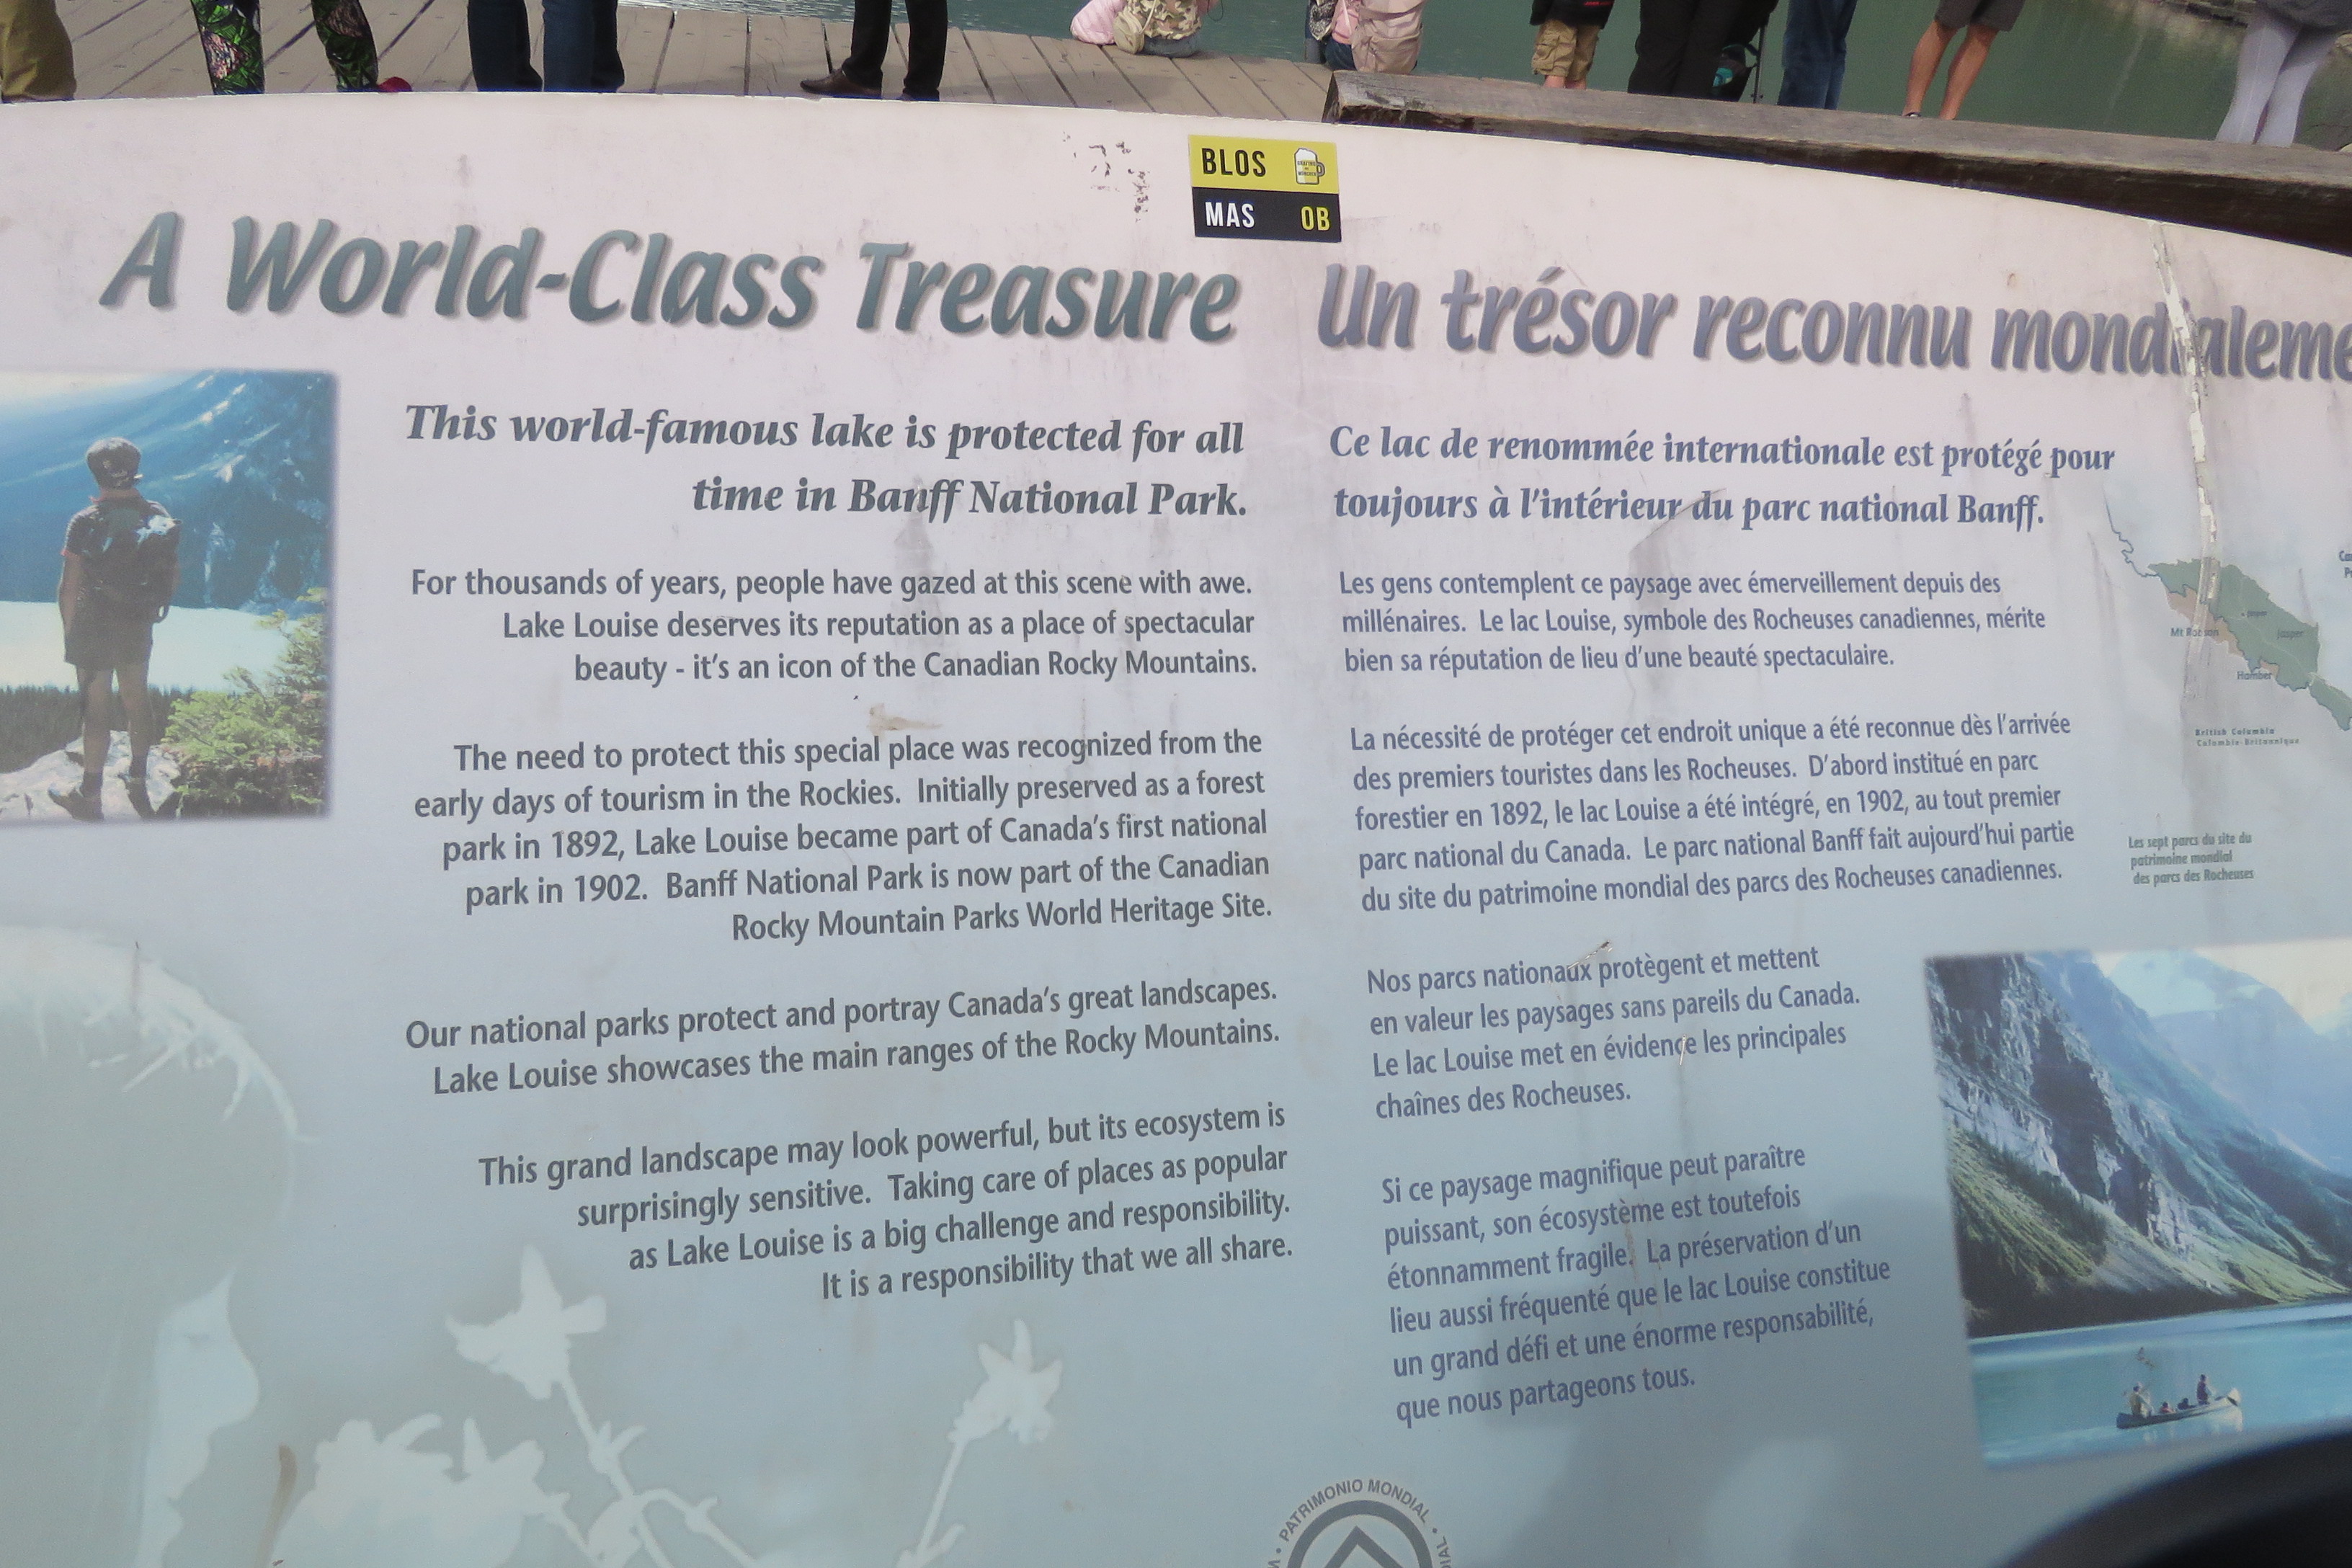 BLOS
MAS OB
A World-Class Treasure
This world-famous lake is protected for all
time in Banff National Park.
For thousands of years, people have gazed at this scene with awe.
Lake Louise deserves its reputation as a place of spectacular
beauty - it's an icon of the Canadian Rocky Mountains.
The need to protect this special place was recognized from the
early days of tourism in the Rockies. Initially preserved as a forest
park in 1892, Lake Louise became part of Canada's first national
park in 1902. Banff National Park is now part of the Canadian
Rocky Mountain Parks World Heritage Site.
Our national parks protect and portray Canada's great landscapes.
Lake Louise showcases the main ranges of the Rocky Mountains.
This grand landscape may look powerful, but its ecosystem is
surprisingly sensitive. Taking care of places as popular
as Lake Louise is a big challenge and responsibility.
It is a responsibility that we all share.
Un trésor reconnu mondialeme
Ce lac de renommée internationale est protégé pour
toujours à l'intérieur du parc national Banff.
Les gens contemplent ce paysage avec émerveillement depuis des
millénaires. Le lac Louise, symbole des Rocheuses canadiennes, mérite
bien sa réputation de lieu d'une beauté spectaculaire.
La nécessité de protéger cet endroit unique a été reconnue dès l'arrivée
des premiers touristes dans les Rocheuses. D'abord institué en parc
forestier en 1892, le lac Louise a été intégré, en 1902, au tout premier
parc national du Canada. Le parc national Banff fait aujourd'hui partie
du site du patrimoine mondial des parcs des Rocheuses canadiennes.
Nos parcs nationaux protègent et mettent
en valeur les paysages sans pareils du Canada.
Le lac Louise met en évidence les principales
chaînes des Rocheuses.
Si ce paysage magnifique peut paraître
puissant, son écosystème est toutefois
étonnamment fragile. La préservation d'un
lieu aussi fréquenté que le lac Louise constitue
un grand défi et une énorme responsabilité,
que nous partageons tous.
Jasper
Jasper
Mt Robson
Hamber
British Columbia
Colombie-Britannique
Les sept parcs du site du
patrimoine mondial
des parcs des Rocheuses
PATRIMONIO MONDIAL